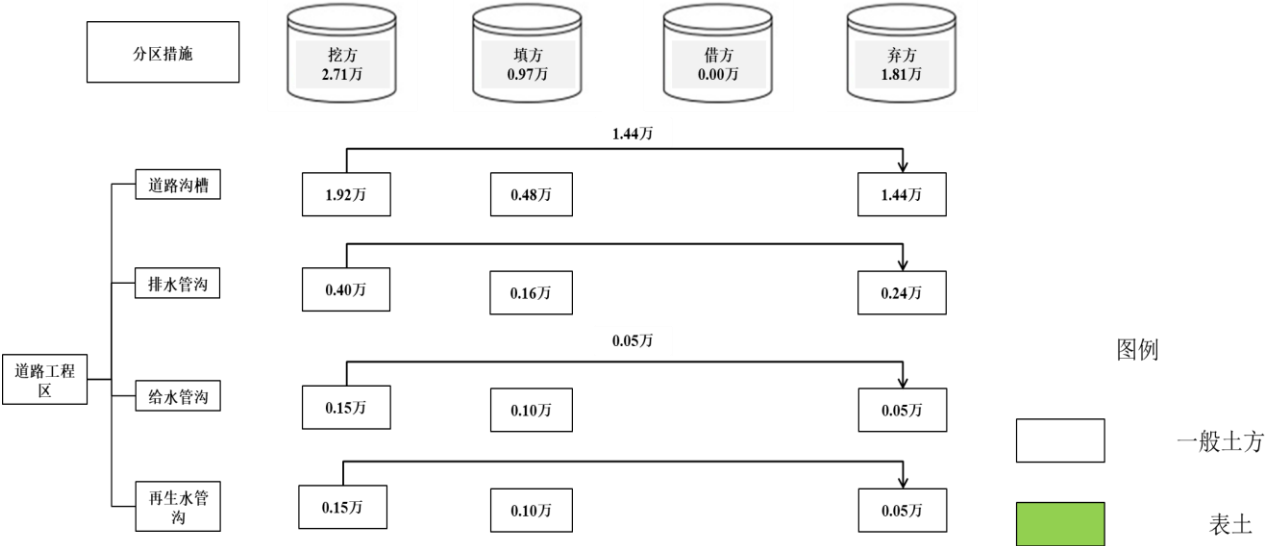 分区措施
挖方
2.71万
填方
0.97万
借方
0.00万
弃方
1.81万
1.44万
道路沟槽
1.92万
0.48万
1.44万
排水管沟
0.40万
0.16万
0.24万
0.05万
道路工程
区
给水管沟
0.15万
0.10万
0.05万
再生水管
沟
0.15万
0.10万
0.05万
图例
一般土方
表土